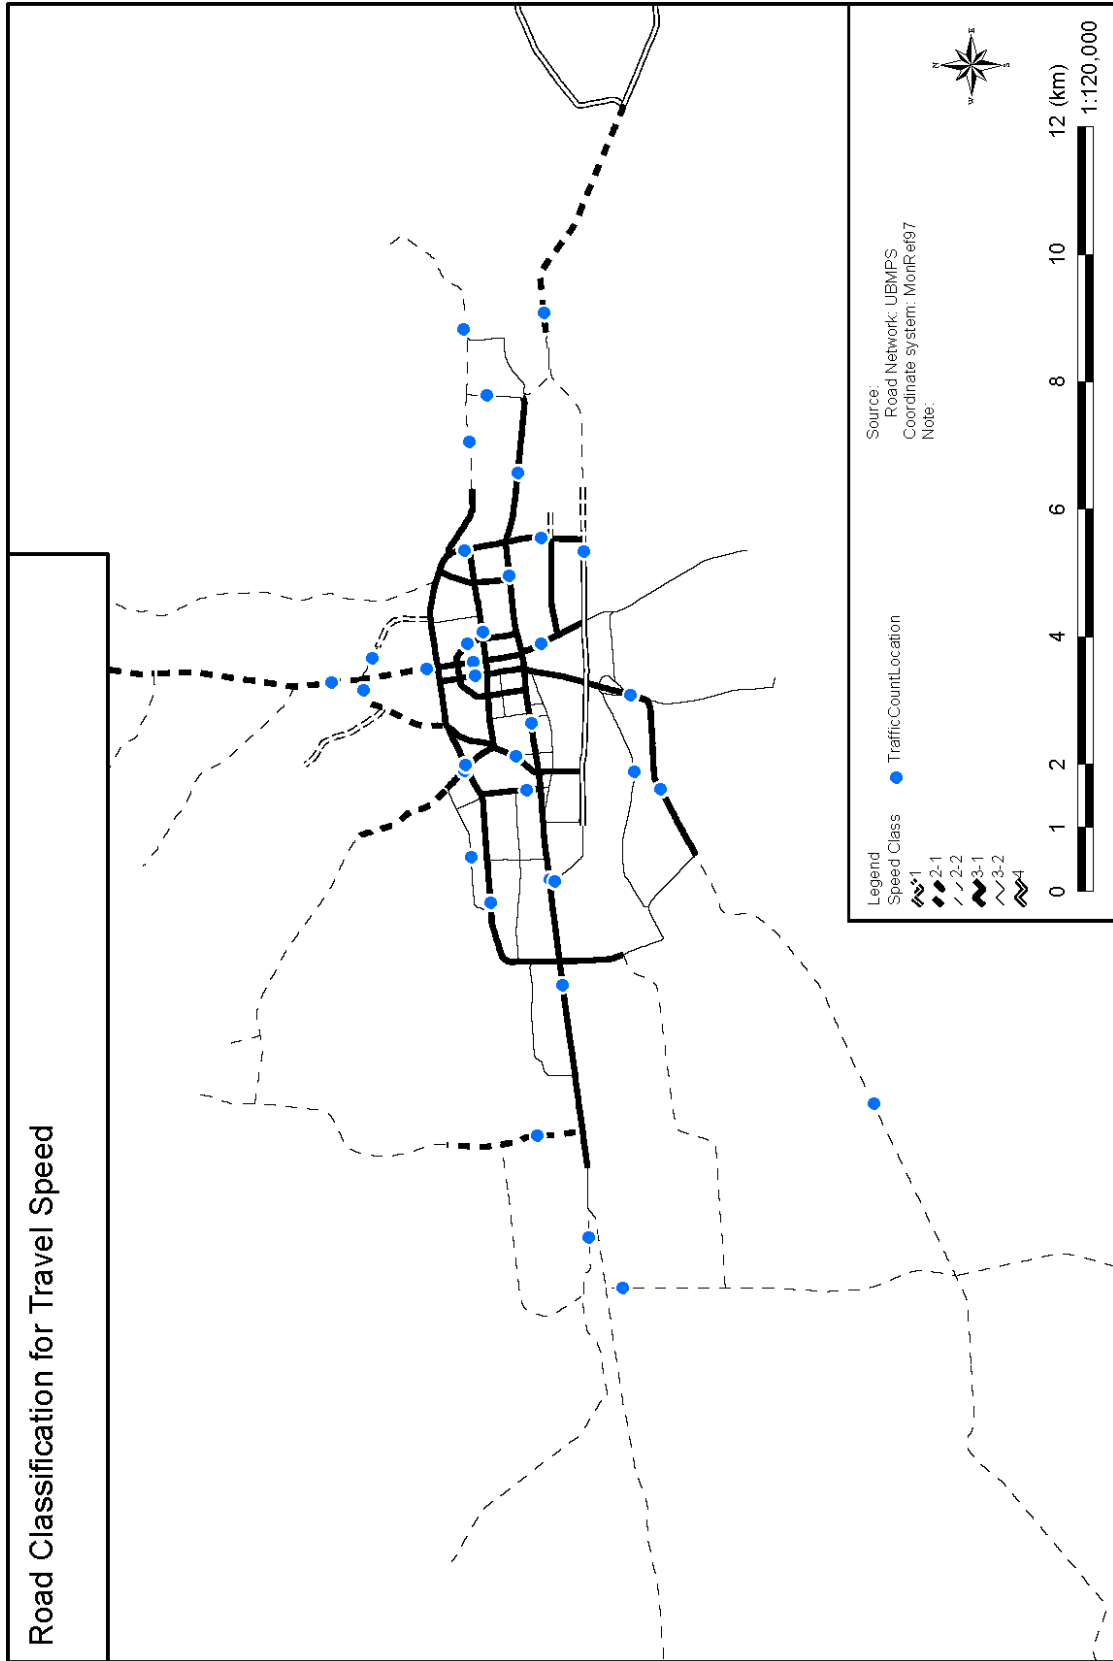 Road Classification for Travel Speed
N
W
E
S
Source:
Road Network: UBMPS
Coordinate system: MonRef97
Note:
Legend
Speed Class
TrafficCountLocation
1
2-1
2-2
3-1
3-2
4
0 1 2 4 6 8 10 12 (km)
1:120,000